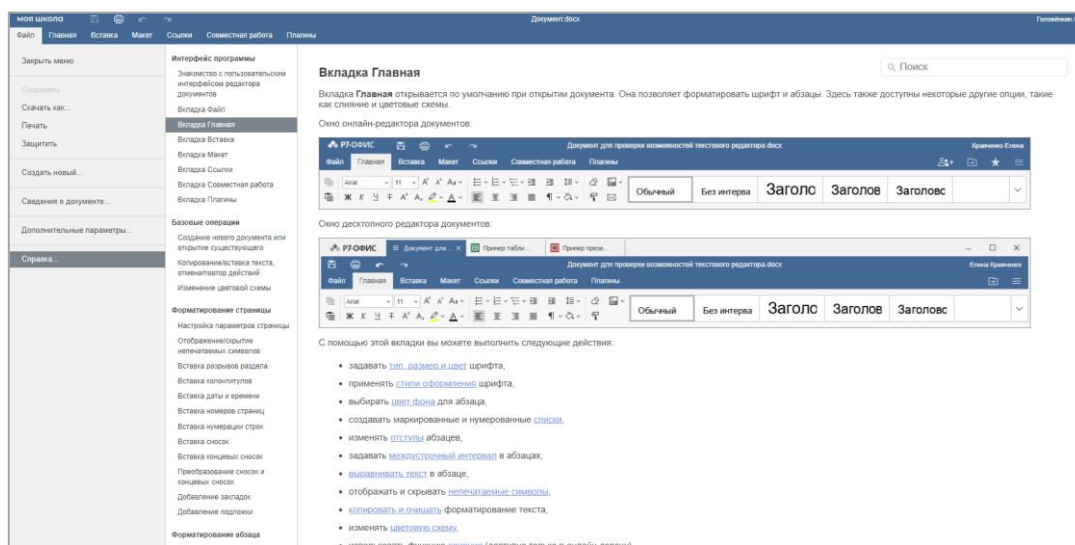 моя школа
Документ.docx
Файл Главная Вставка Макет Ссылки Совместная работа Плагины
Закрыть меню
Сохранить
Скачать как...
Печать
Защитить
Создать новый...
Сведения о документе...
Дополнительные параметры...
Справка...
Интерфейс программы
Знакомство с пользовательским
интерфейсом редактора
документов
Вкладка Файл
Вкладка Главная
Вкладка Вставка
Вкладка Макет
Вкладка Ссылки
Вкладка Совместная работа
Вкладка Плагины
Базовые операции
Создание нового документа или
открытие существующего
Копирование/вставка текста,
отмена/повтор действий
Изменение цветовой схемы
Форматирование страницы
Настройка параметров страницы
Отображение/скрытие
непечатаемых символов
Вставка разрывов раздела
Вставка колонтитулов
Вставка даты и времени
Вставка номеров страниц
Вставка нумерации строк
Вставка сносок
Вставка концевых сносок
Преобразование сносок и
концевых сносок
Добавление закладок
Добавление подложки
Форматирование абзаца
Поиск
Вкладка Главная
Вкладка Главная открывается по умолчанию при открытии документа. Она позволяет форматировать шрифт и абзацы. Здесь также доступны некоторые другие опции, такие
как слияние и цветовые схемы.
Окно онлайн-редактора документов:
Р7-ОФИС Документ для проверки возможностей текстового редактора.docx Кравченко Елена
Файл Главная Вставка Макет Ссылки Совместная работа Плагины
Arial 11
Ж К Ч
Обычный Без интерва Заголо Заголов Заголовс
Окно десктопного редактора документов:
Р7-ОФИС Документ для... Пример табли... Пример презе...
Документ для проверки возможностей текстового редактора.docx Елена Кравченко
Файл Главная Вставка Макет Ссылки Совместная работа Плагины
Arial 11
Ж К Ч
Обычный Без интерва Заголо Заголов Заголовс
С помощью этой вкладки вы можете выполнить следующие действия:
• задавать тип, размер и цвет шрифта,
• применять стили оформления шрифта,
• выбирать цвет фона для абзаца,
• создавать маркированные и нумерованные списки,
• изменять отступы абзацев,
• задавать междустрочный интервал в абзацах,
• выравнивать текст в абзаце,
• отображать и скрывать непечатаемые символы,
• копировать и очищать форматирование текста,
• изменять цветовую схему,